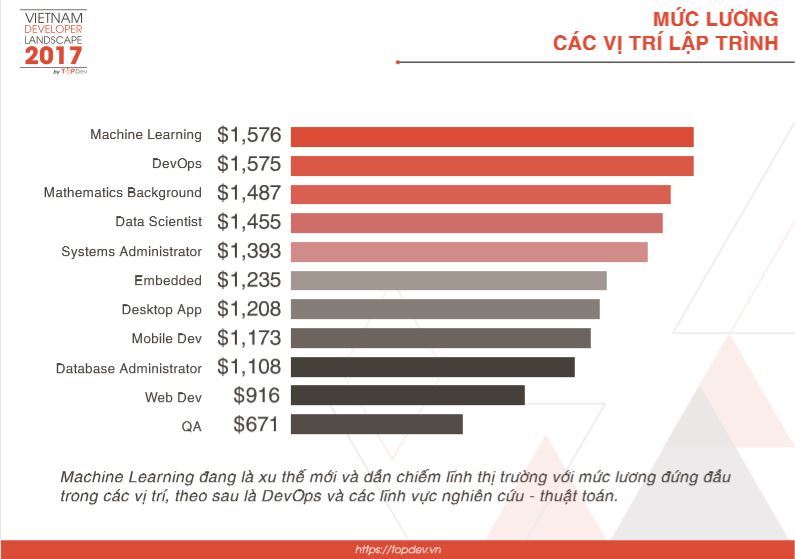 VIETNAM
DEVELOPER
LANDSCAPE
2017
by TOPDev
MỨC LƯƠNG
CÁC VỊ TRÍ LẬP TRÌNH
Machine Learning $1,576
DevOps $1,575
Mathematics Background $1,487
Data Scientist $1,455
Systems Administrator $1,393
Embedded $1,235
Desktop App $1,208
Mobile Dev $1,173
Database Administrator $1,108
Web Dev $916
QA $671
Machine Learning đang là xu thế mới và dần chiếm lĩnh thị trường với mức lương đứng đầu
trong các vị trí, theo sau là DevOps và các lĩnh vực nghiên cứu - thuật toán.
https://topdev.vn